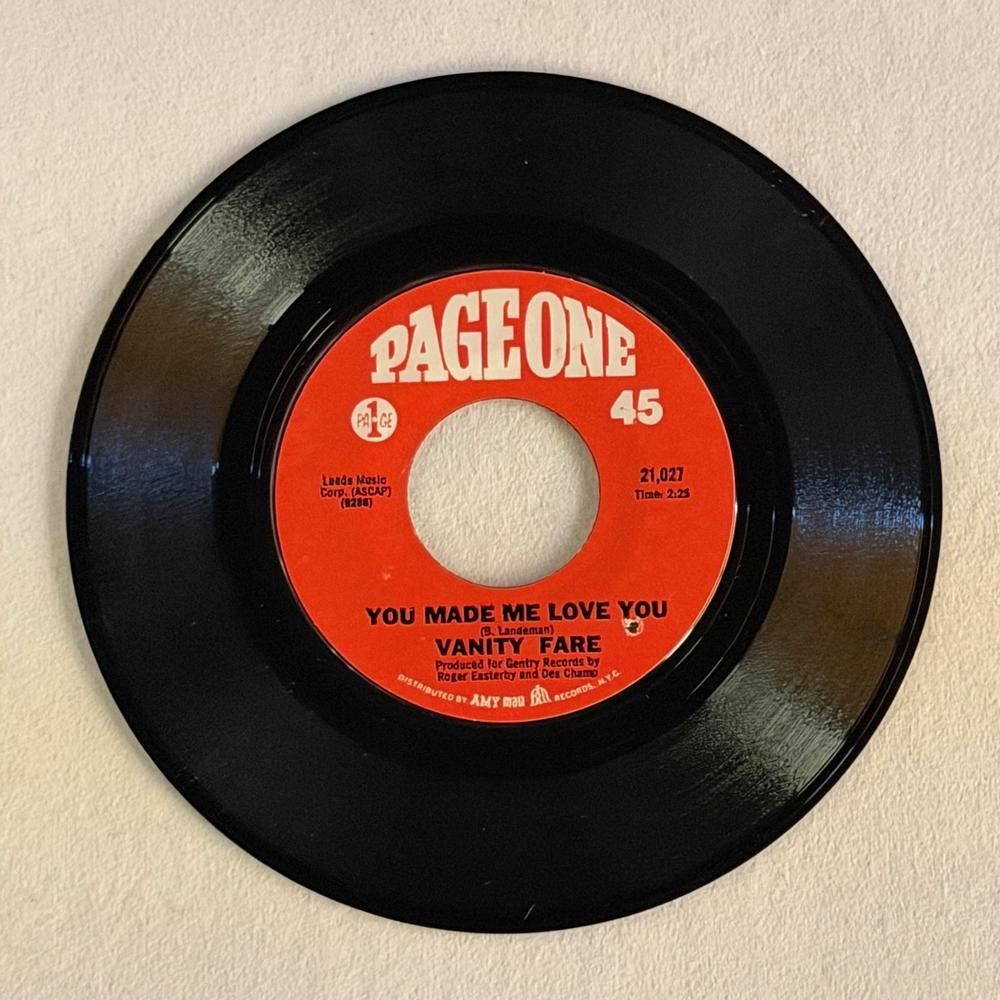 PAGE ONE
45
PA 1 GE
Leeds Music
Corp. (ASCAP)
(9286)
21,027
Time: 2:25
YOU MADE ME LOVE YOU
(B. Landeman)
VANITY FARE
Produced for Gentry Records by
Roger Easterby and Des Champ
DISTRIBUTED BY AMY mala RECORDS, N.Y.C.